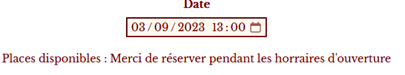 Date
03/09/2023 13:00
Places disponibles : Merci de réserver pendant les horraires d'ouverture